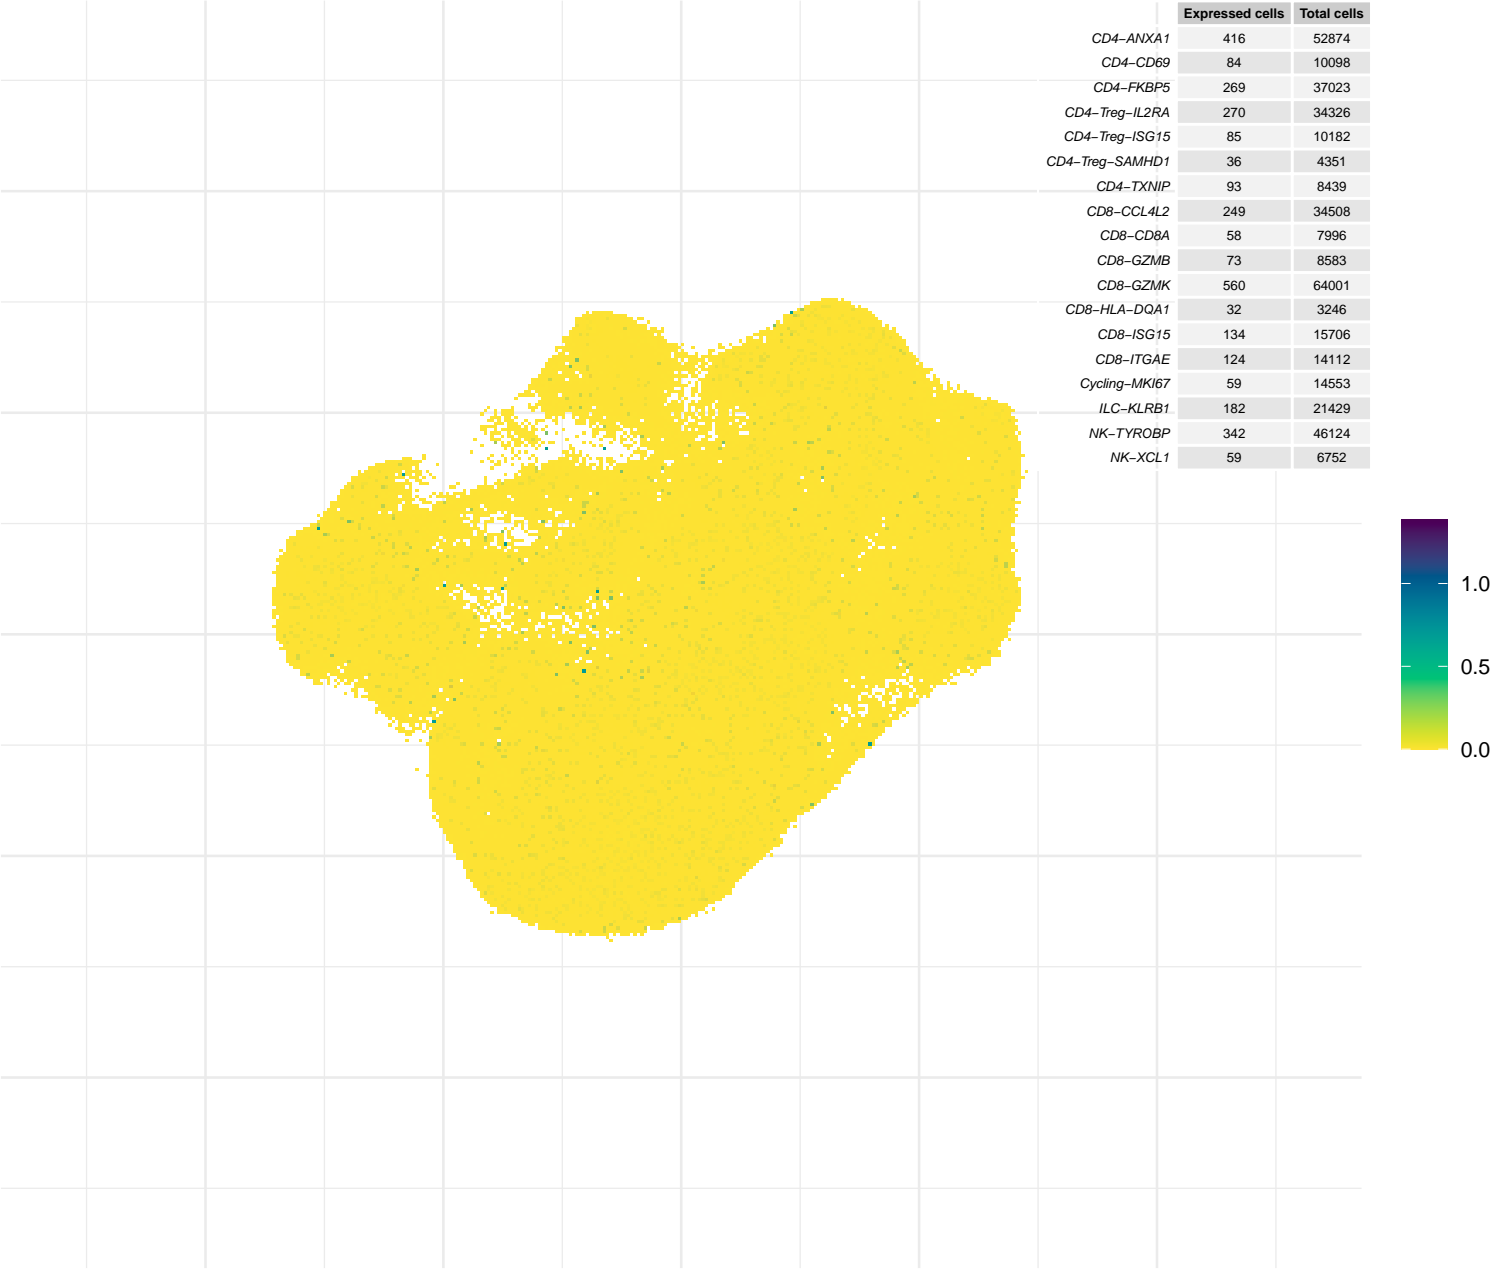 Expressed cells Total cells
CD4−ANXA1 416 52874
CD4−CD69 84 10098
CD4−FKBP5 269 37023
CD4−Treg−IL2RA 270 34326
CD4−Treg−ISG15 85 10182
CD4−Treg−SAMHD1 36 4351
CD4−TXNIP 93 8439
CD8−CCL4L2 249 34508
CD8−CD8A 58 7996
CD8−GZMB 73 8583
CD8−GZMK 560 64001
CD8−HLA−DQA1 32 3246
CD8−ISG15 134 15706
CD8−ITGAE 124 14112
Cycling−MKI67 59 14553
ILC−KLRB1 182 21429
NK−TYROBP 342 46124
NK−XCL1 59 6752
1.0
0.5
0.0